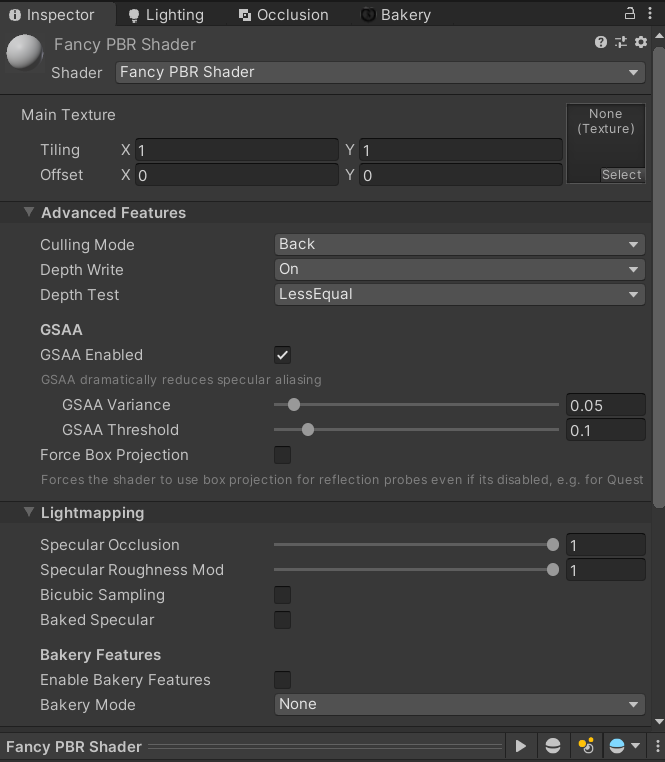 Inspector Lighting Occlusion Bakery
Fancy PBR Shader
Shader Fancy PBR Shader
Main Texture
None
(Texture)
Select
Tiling X 1 Y 1
Offset X 0 Y 0
Advanced Features
Culling Mode Back
Depth Write On
Depth Test LessEqual
GSAA
GSAA Enabled
GSAA dramatically reduces specular aliasing
GSAA Variance 0.05
GSAA Threshold 0.1
Force Box Projection
Forces the shader to use box projection for reflection probes even if its disabled, e.g. for Quest
Lightmapping
Specular Occlusion 1
Specular Roughness Mod 1
Bicubic Sampling
Baked Specular
Bakery Features
Enable Bakery Features
Bakery Mode None
Fancy PBR Shader